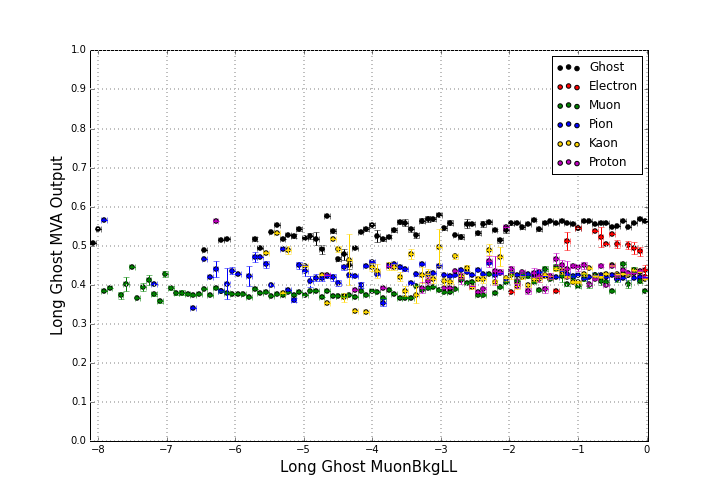 1.0
0.9
0.8
0.7
0.6
0.5
0.4
0.3
0.2
0.1
0.0
Long Ghost MVA Output
Ghost
Electron
Muon
Pion
Kaon
Proton
−8 −7 −6 −5 −4 −3 −2 −1 0
Long Ghost MuonBkgLL